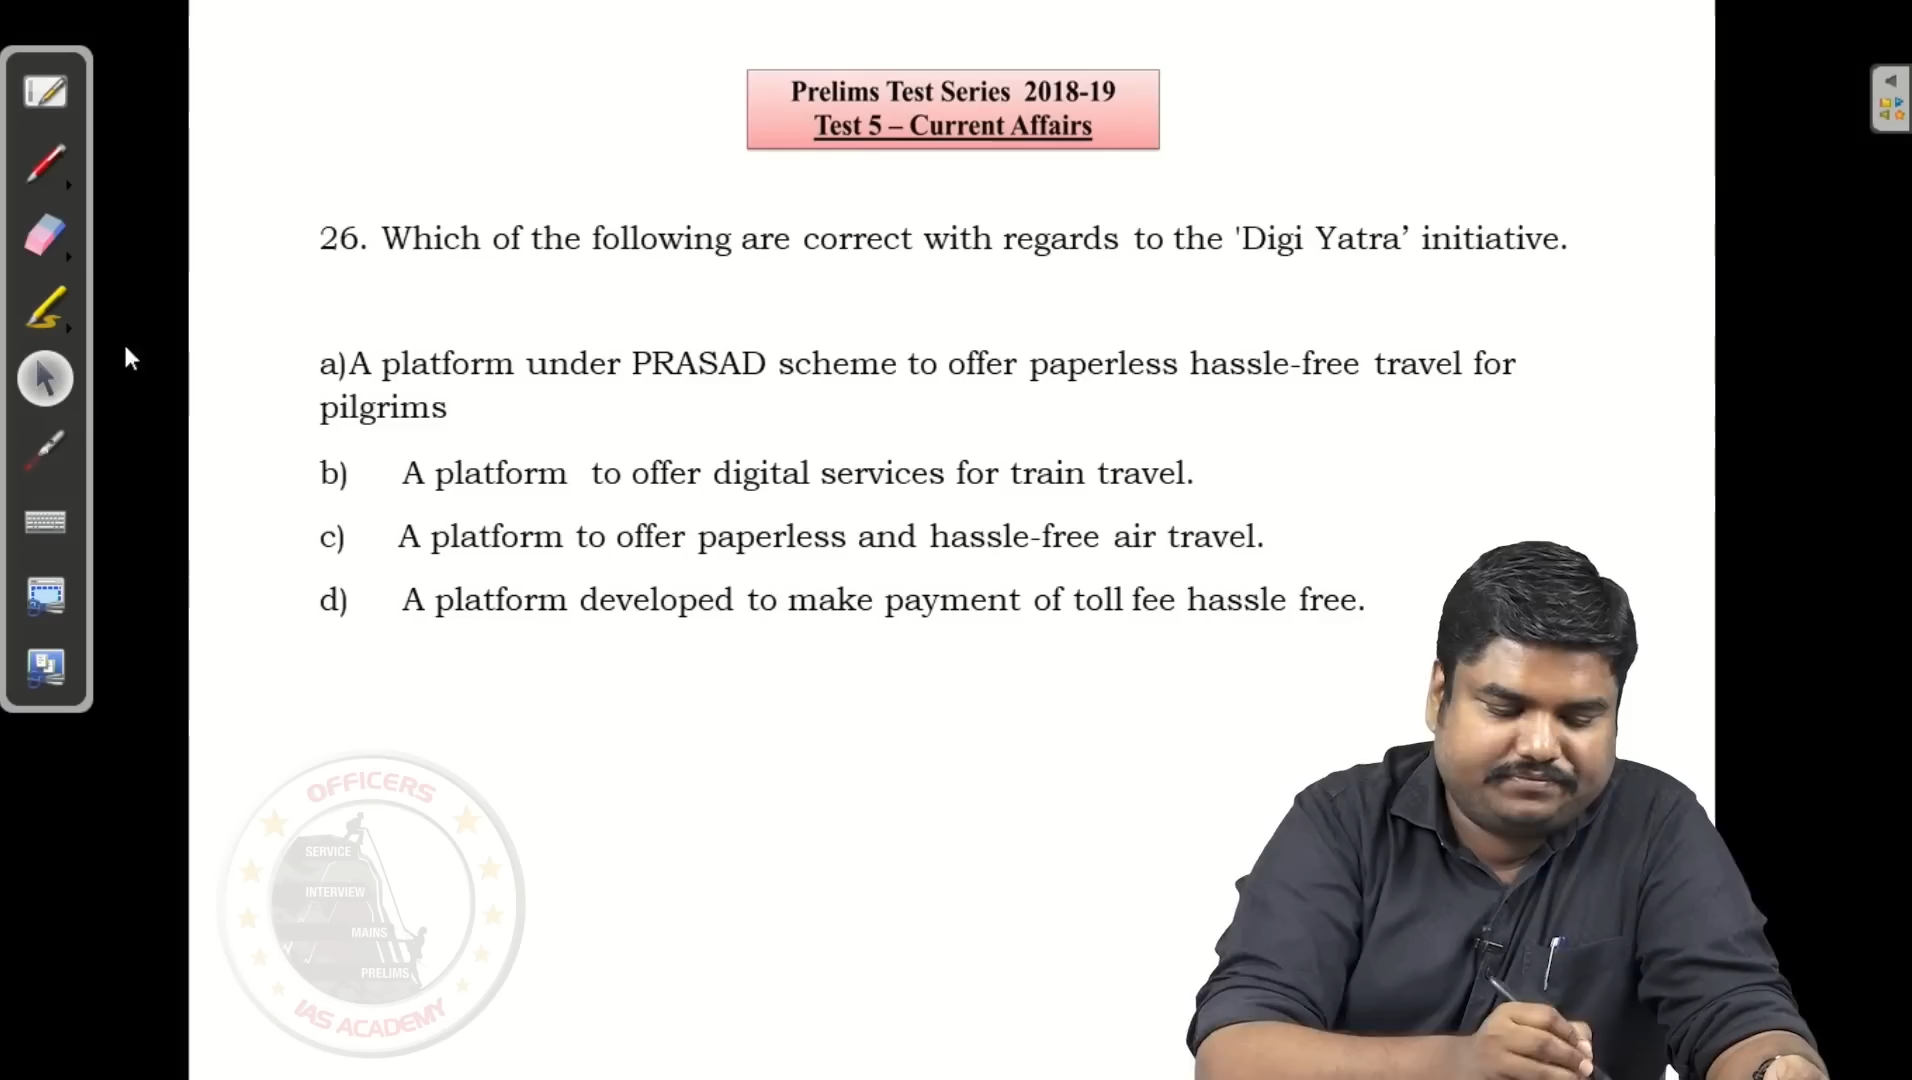 Prelims Test Series 2018-19
Test 5 – Current Affairs
26. Which of the following are correct with regards to the 'Digi Yatra’ initiative.
a)A platform under PRASAD scheme to offer paperless hassle-free travel for
pilgrims
b) A platform to offer digital services for train travel.
c) A platform to offer paperless and hassle-free air travel.
d) A platform developed to make payment of toll fee hassle free.
OFFICERS
SERVICE
INTERVIEW
MAINS
PRELIMS
IAS ACADEMY